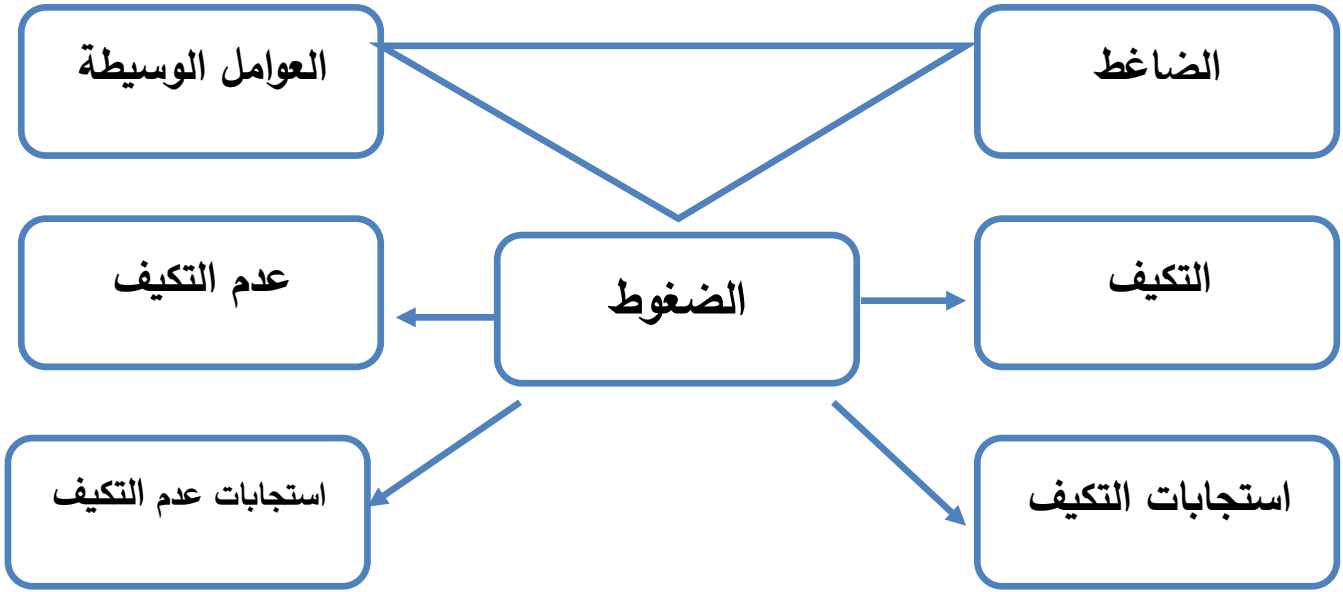 الضاغط
العوامل الوسيطة
التكيف
الضغوط
عدم التكيف
استجابات التكيف
استجابات عدم التكيف